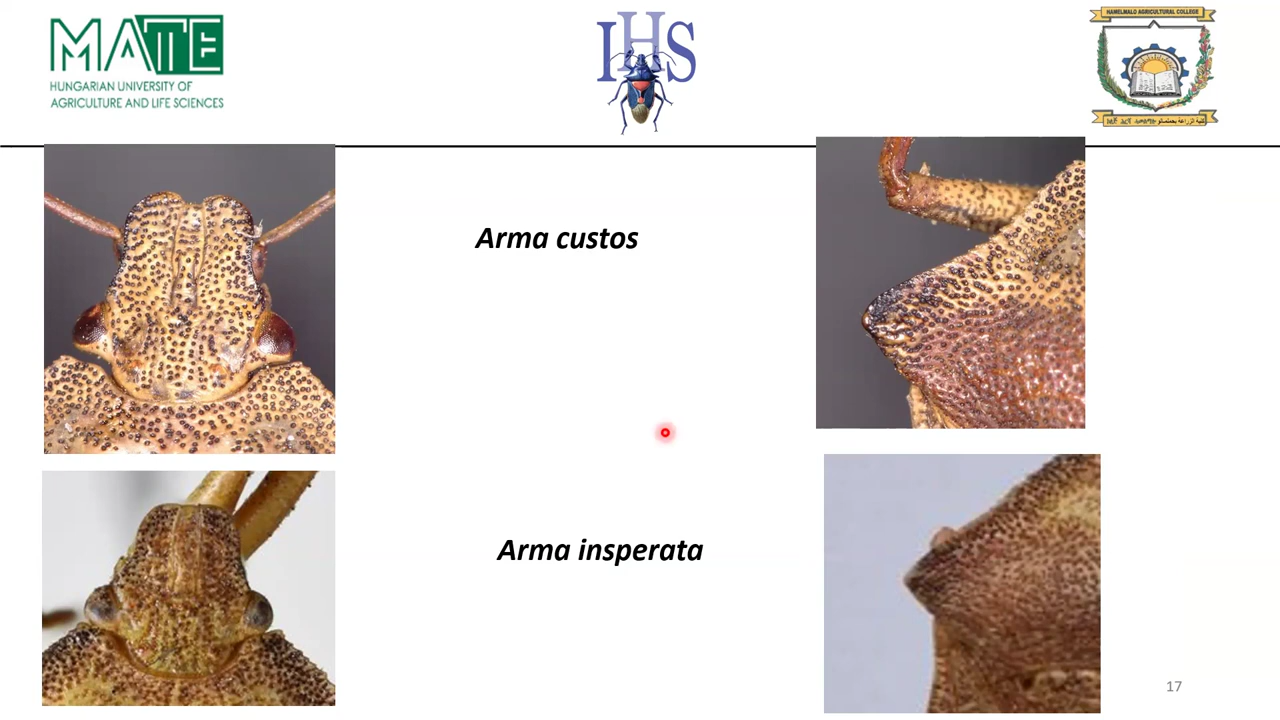 MATE
HUNGARIAN UNIVERSITY OF
AGRICULTURE AND LIFE SCIENCES
IHS
HAMELMALO AGRICULTURAL COLLEGE
Arma custos
Arma insperata
17